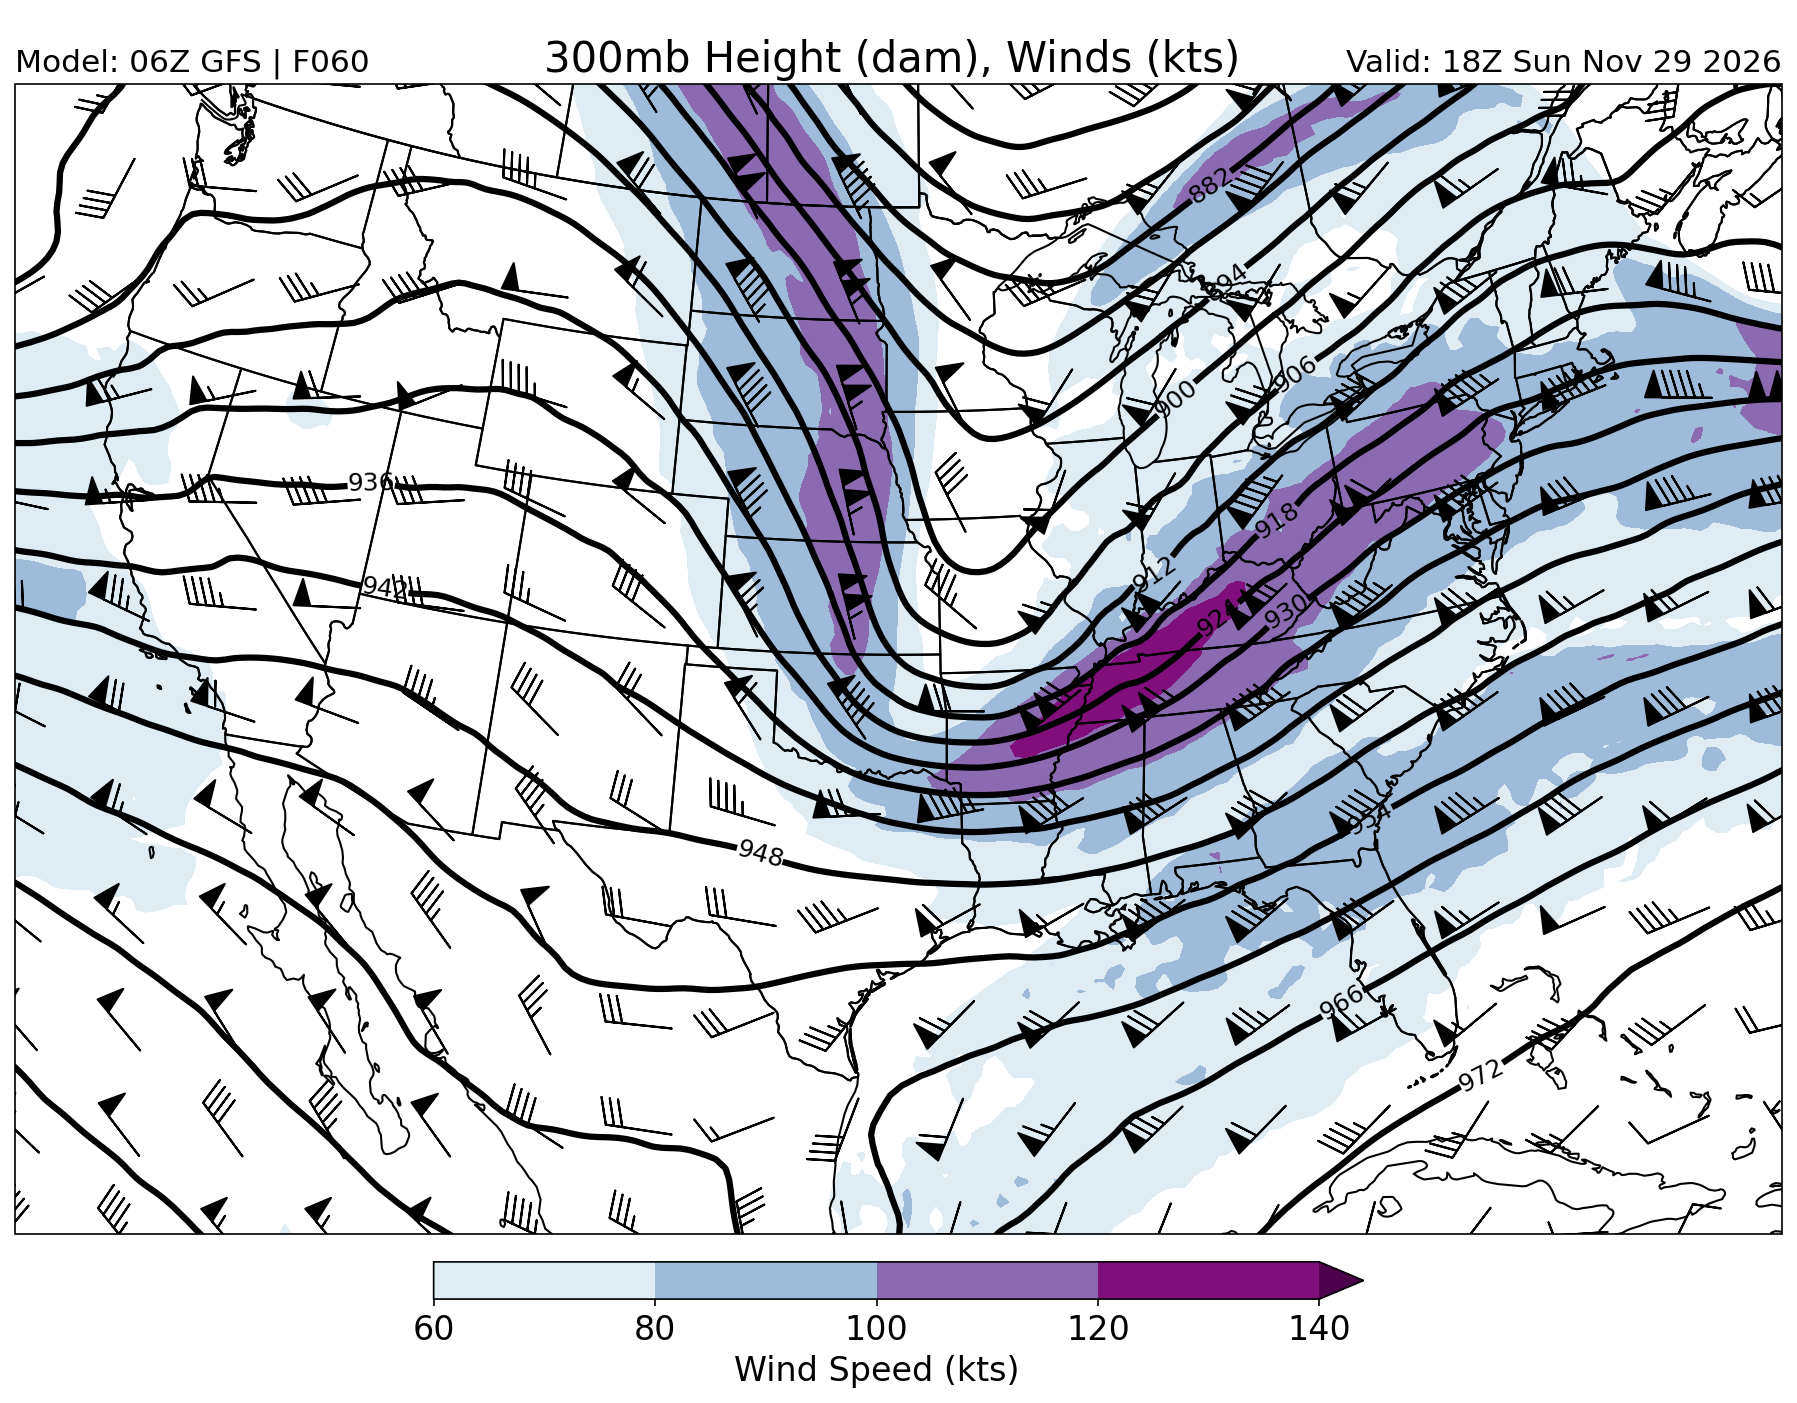 Model: 06Z GFS | F060
300mb Height (dam), Winds (kts)
Valid: 18Z Sun Nov 29 2026
882
894
906
900
936
918
912
942
924
930
954
948
966
972
60 80 100 120 140
Wind Speed (kts)